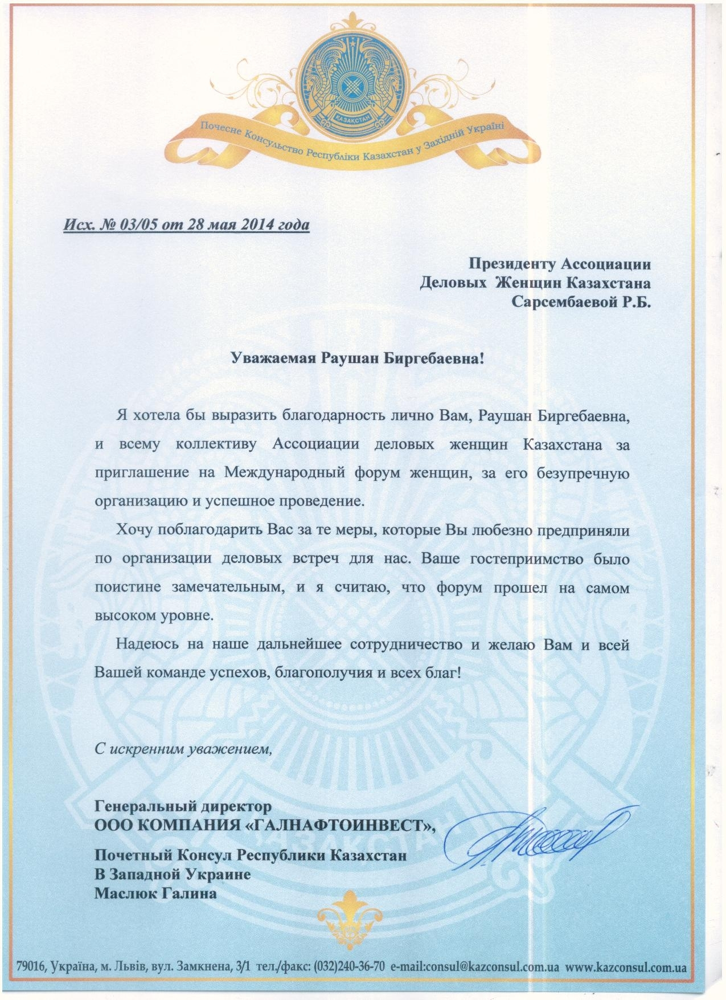 КАЗАКСТАН
Почесне Консульство Республіки Казахстан у Західній Україні
Исх. № 03/05 от 28 мая 2014 года
Президенту Ассоциации
Деловых Женщин Казахстана
Сарсембаевой Р.Б.
Уважаемая Раушан Биргебаевна!
Я хотела бы выразить благодарность лично Вам, Раушан Биргебаевна,
и всему коллективу Ассоциации деловых женщин Казахстана за
приглашение на Международный форум женщин, за его безупречную
организацию и успешное проведение.
Хочу поблагодарить Вас за те меры, которые Вы любезно предприняли
по организации деловых встреч для нас. Ваше гостеприимство было
поистине замечательным, и я считаю, что форум прошел на самом
высоком уровне.
Надеюсь на наше дальнейшее сотрудничество и желаю Вам и всей
Вашей команде успехов, благополучия и всех благ!
С искренним уважением,
Генеральный директор
ООО КОМПАНИЯ «ГАЛНАФТОИНВЕСТ»,
Почетный Консул Республики Казахстан
В Западной Украине
Маслюк Галина
79016, Україна, м. Львів, вул. Замкнена, 3/1 тел./факс: (032)240-36-70 e-mail:consul@kazconsul.com.ua www.kazconsul.com.ua